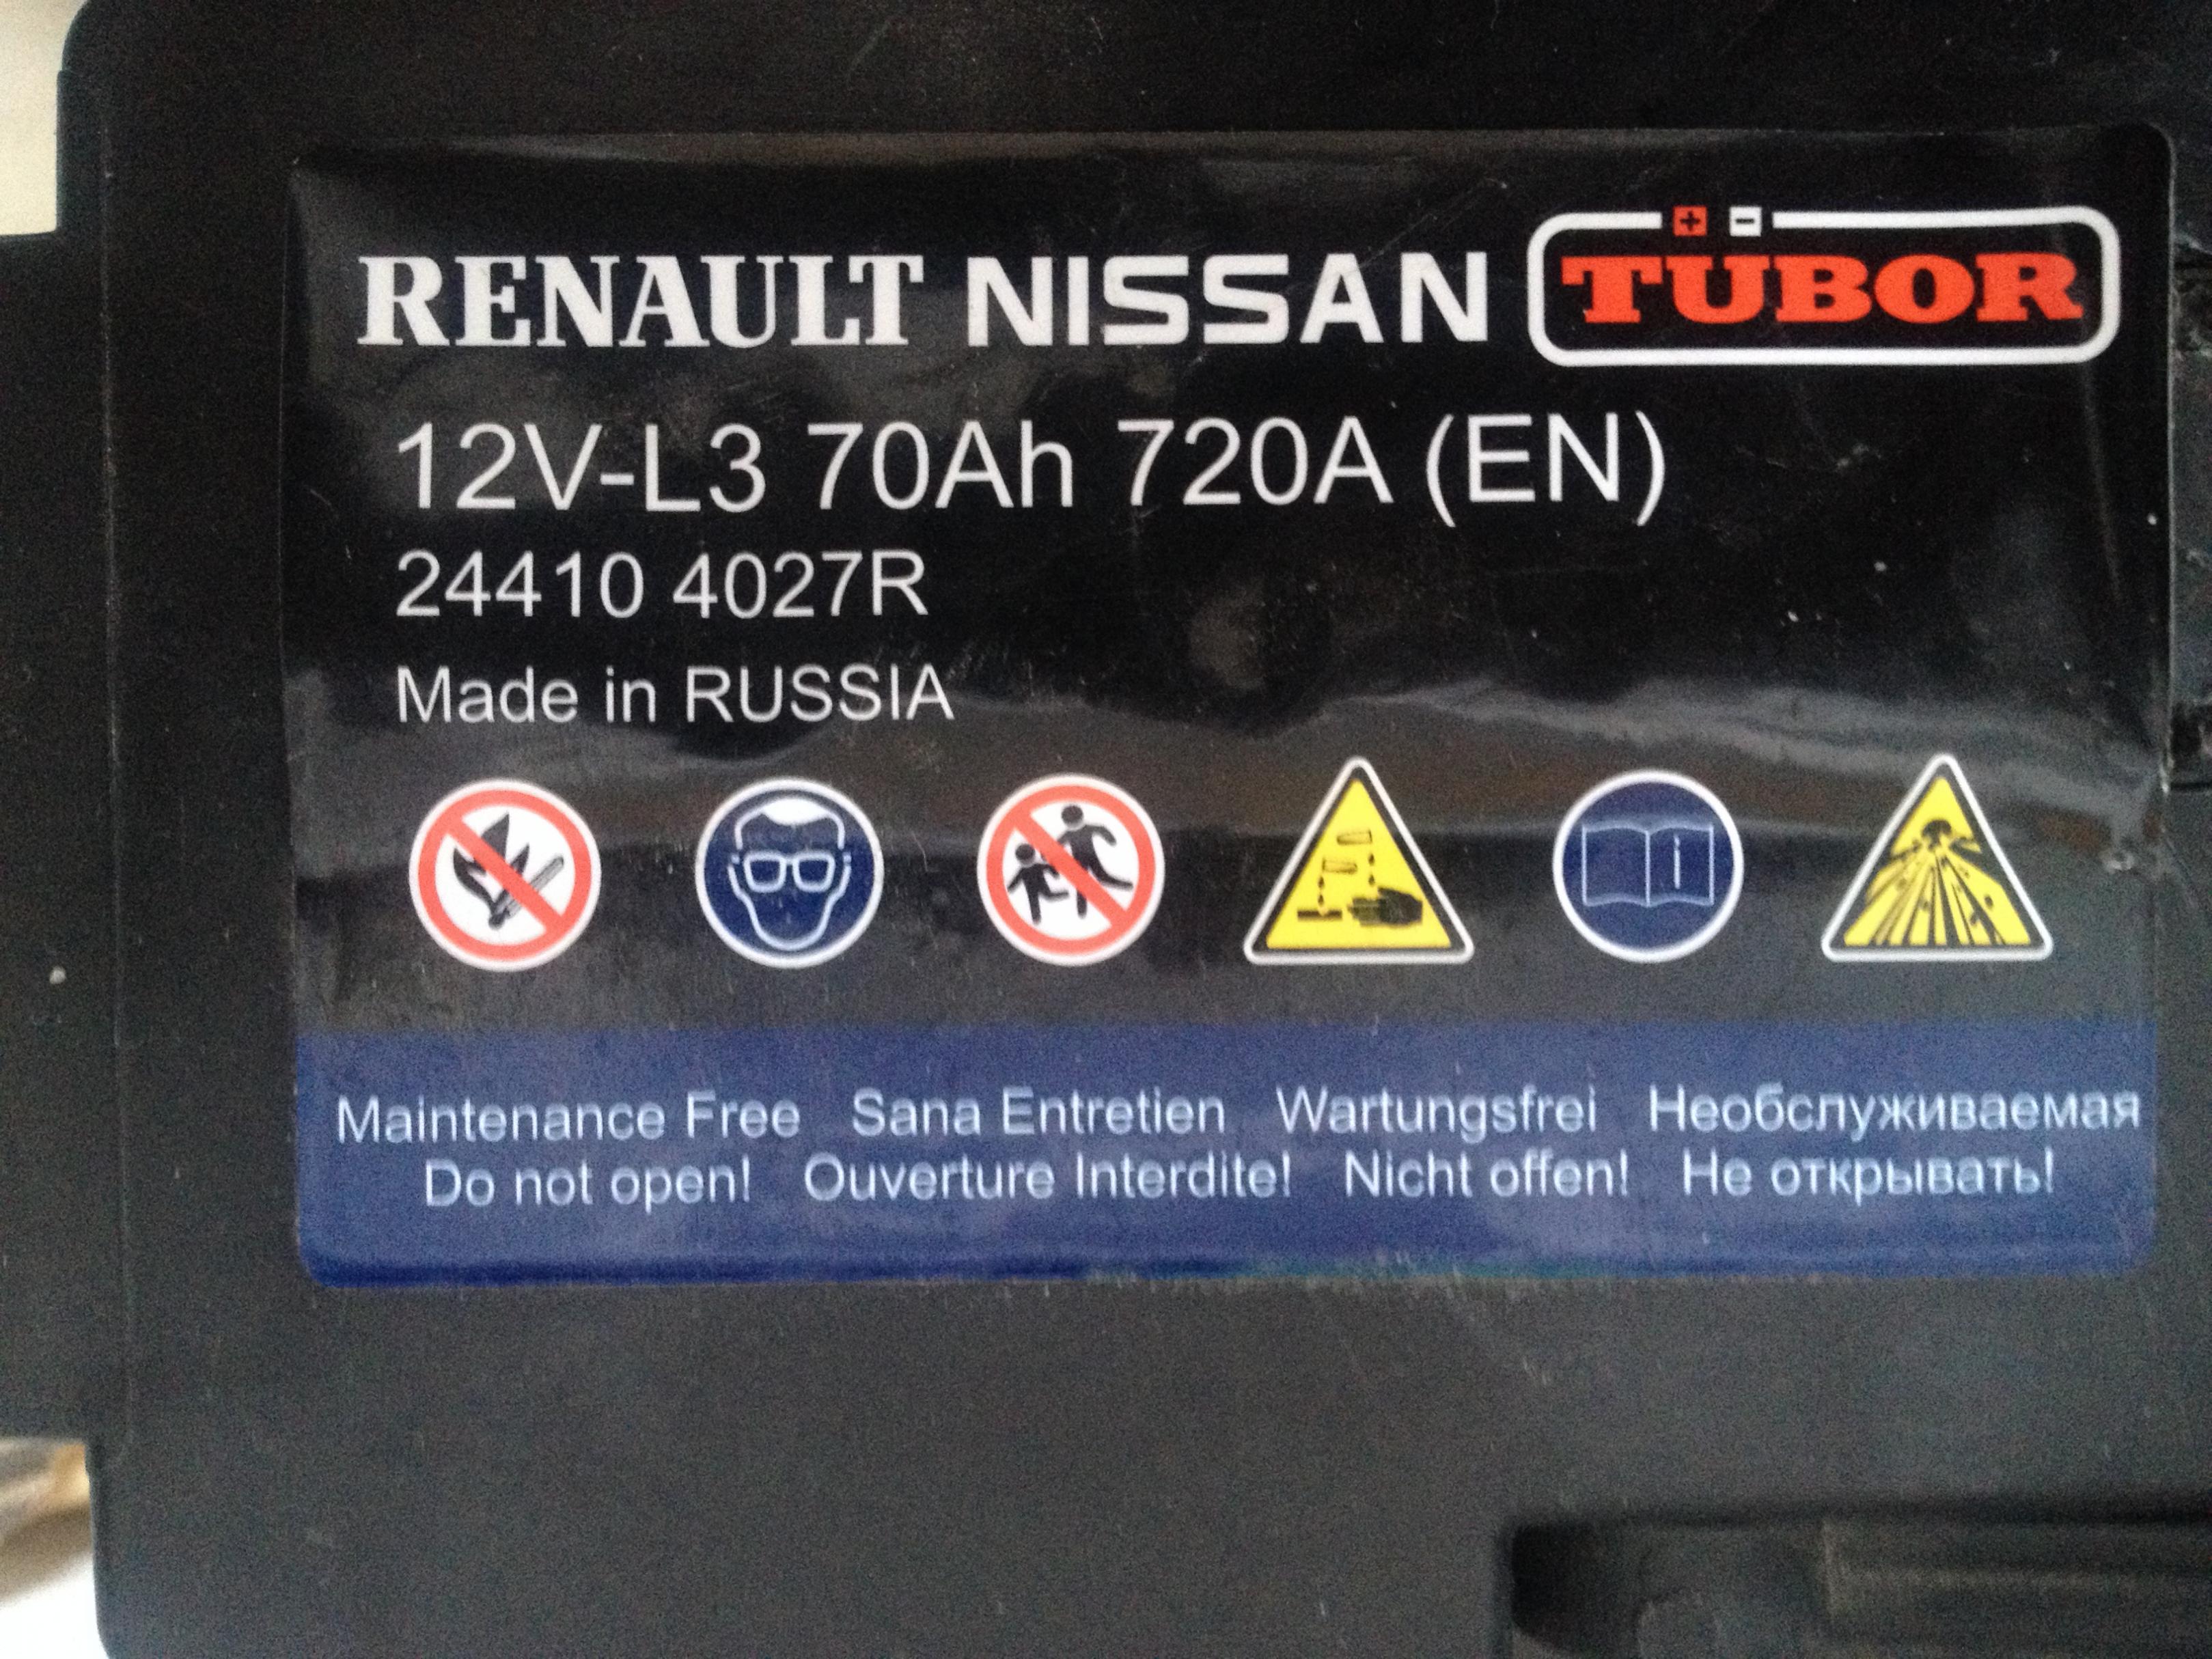 RENAULT NISSAN TUBOR
12V-L3 70Ah 720A (EN)
24410 4027R
Made in RUSSIA
Maintenance Free Sana Entretien Wartungsfrei Необслуживаемая
Do not open! Ouverture Interdite! Nicht offen! Не открывать!